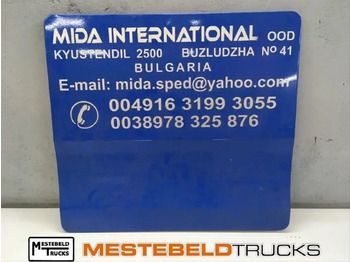 MIDA INTERNATIONAL OOD
KYUSTENDIL 2500 BUZLUDZHA No 41
BULGARIA
E-mail: mida.sped@yahoo.com
004916 3199 3055
0038978 325 876
MESTEBELD TRUCKS
MESTEBELDTRUCKS